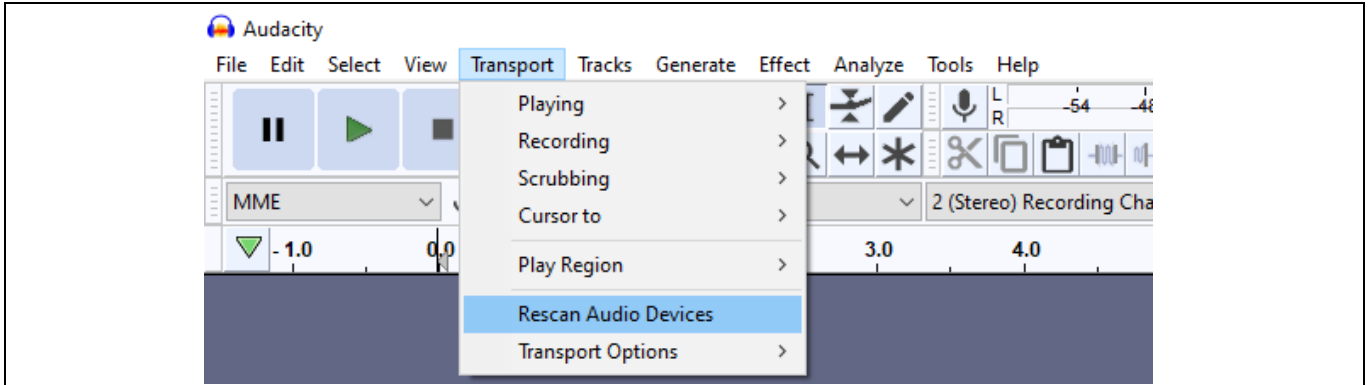 Audacity
File Edit Select View Transport Tracks Generate Effect Analyze Tools Help
Playing
Recording
Scrubbing
Cursor to
Play Region
Rescan Audio Devices
Transport Options
L
R
-54 -48
MME
2 (Stereo) Recording Cha
- 1.0 0.0 3.0 4.0